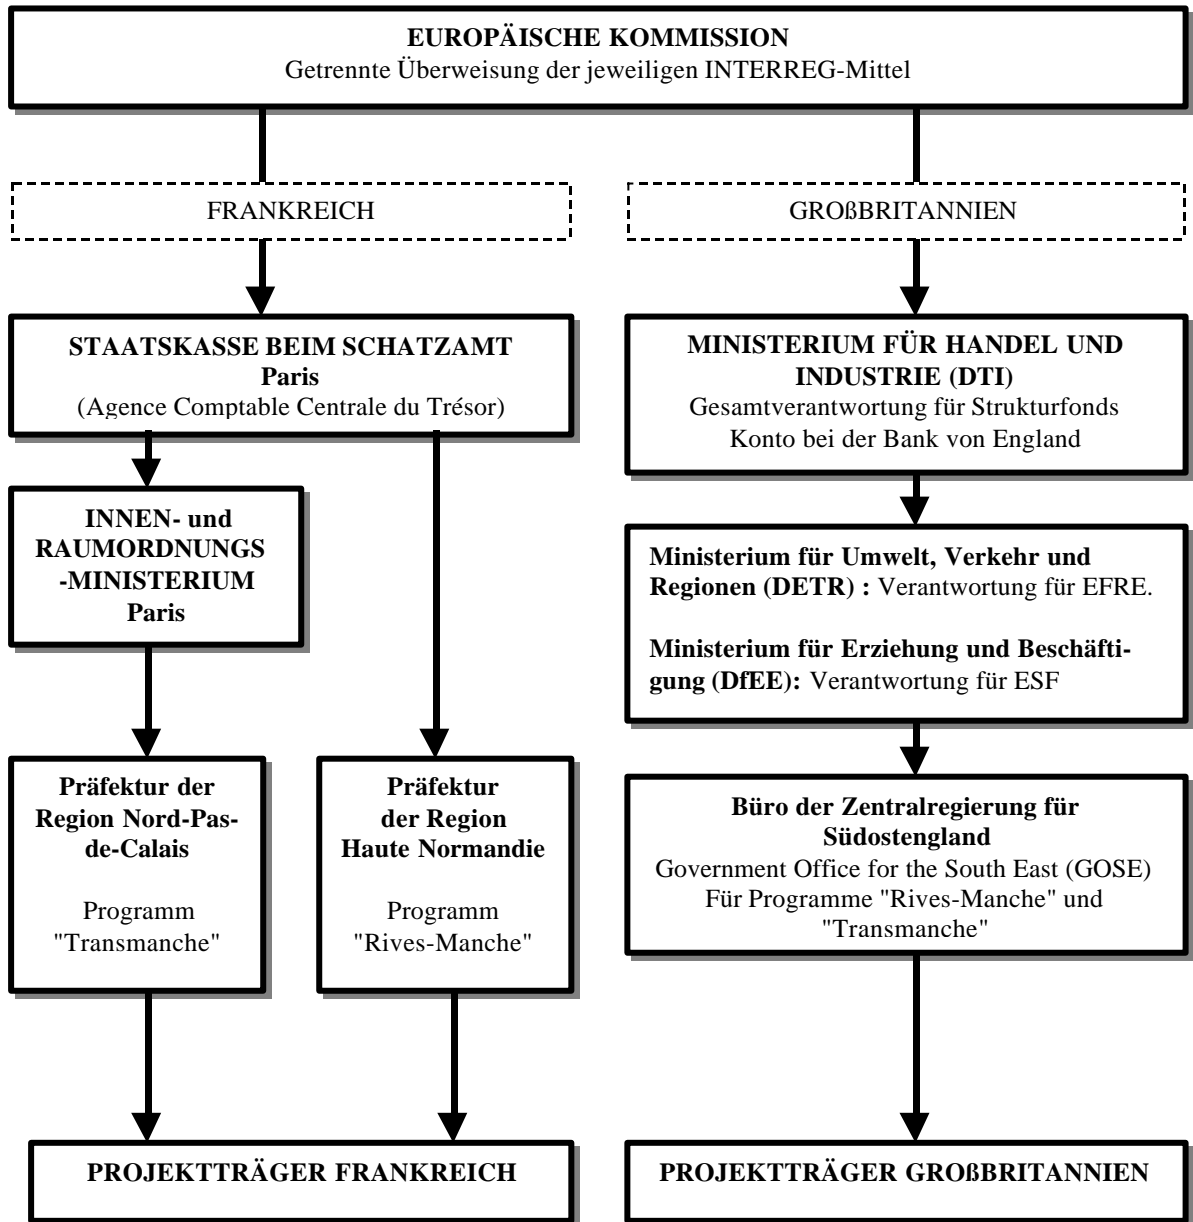 EUROPÄISCHE KOMMISSION
Getrennte Überweisung der jeweiligen INTERREG-Mittel
FRANKREICH
GROßBRITANNIEN
STAATSKASSE BEIM SCHATZAMT
Paris
(Agence Comptable Centrale du Trésor)
MINISTERIUM FÜR HANDEL UND
INDUSTRIE (DTI)
Gesamtverantwortung für Strukturfonds
Konto bei der Bank von England
INNEN- und
RAUMORDNUNGS
-MINISTERIUM
Paris
Ministerium für Umwelt, Verkehr und
Regionen (DETR) : Verantwortung für EFRE.
Ministerium für Erziehung und Beschäfti-
gung (DfEE): Verantwortung für ESF
Präfektur der
Region Nord-Pas-
de-Calais
Programm
"Transmanche"
Präfektur
der Region
Haute Normandie
Programm
"Rives-Manche"
Büro der Zentralregierung für
Südostengland
Government Office for the South East (GOSE)
Für Programme "Rives-Manche" und
"Transmanche"
PROJEKTTRÄGER FRANKREICH
PROJEKTTRÄGER GROßBRITANNIEN